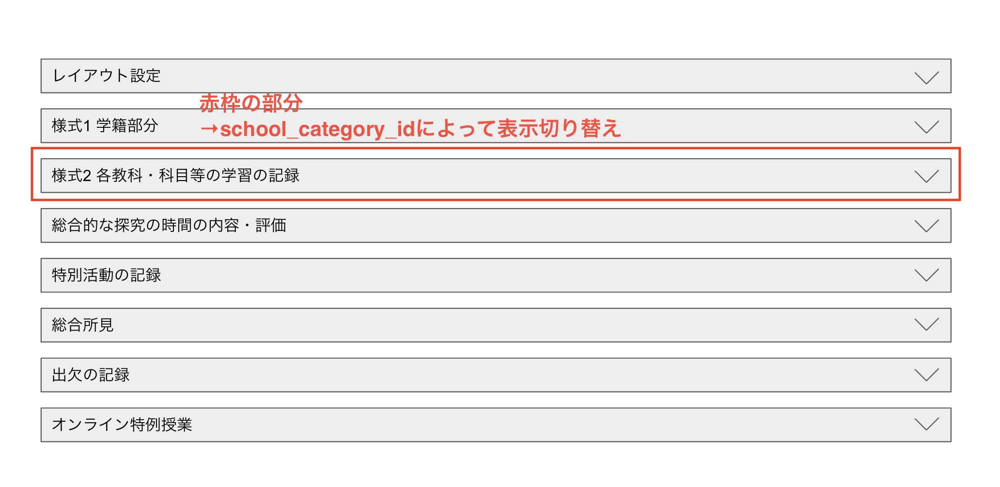 レイアウト設定
赤枠の部分
様式1 学籍部分
→school_category_idによって表示切り替え
様式2 各教科・科目等の学習の記録
総合的な探究の時間の内容・評価
特別活動の記録
総合所見
出欠の記録
オンライン特例授業